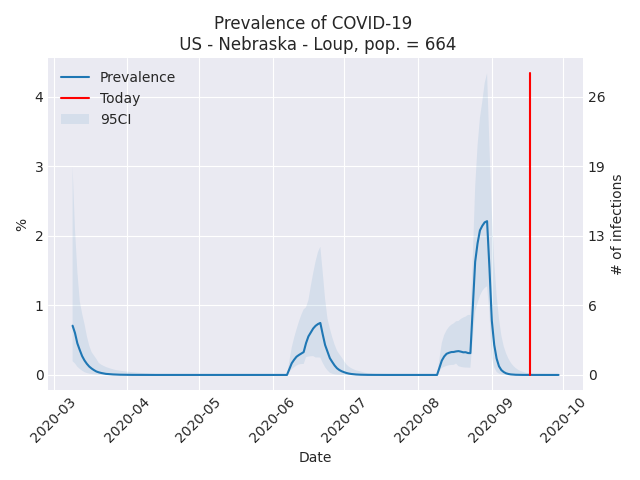 Prevalence of COVID-19
US - Nebraska - Loup, pop. = 664
Prevalence
Today
95CI
%
4
3
2
1
0
26
19
13
6
0
# of infections
2020-03
2020-04
2020-05
2020-06
2020-07
2020-08
2020-09
2020-10
Date